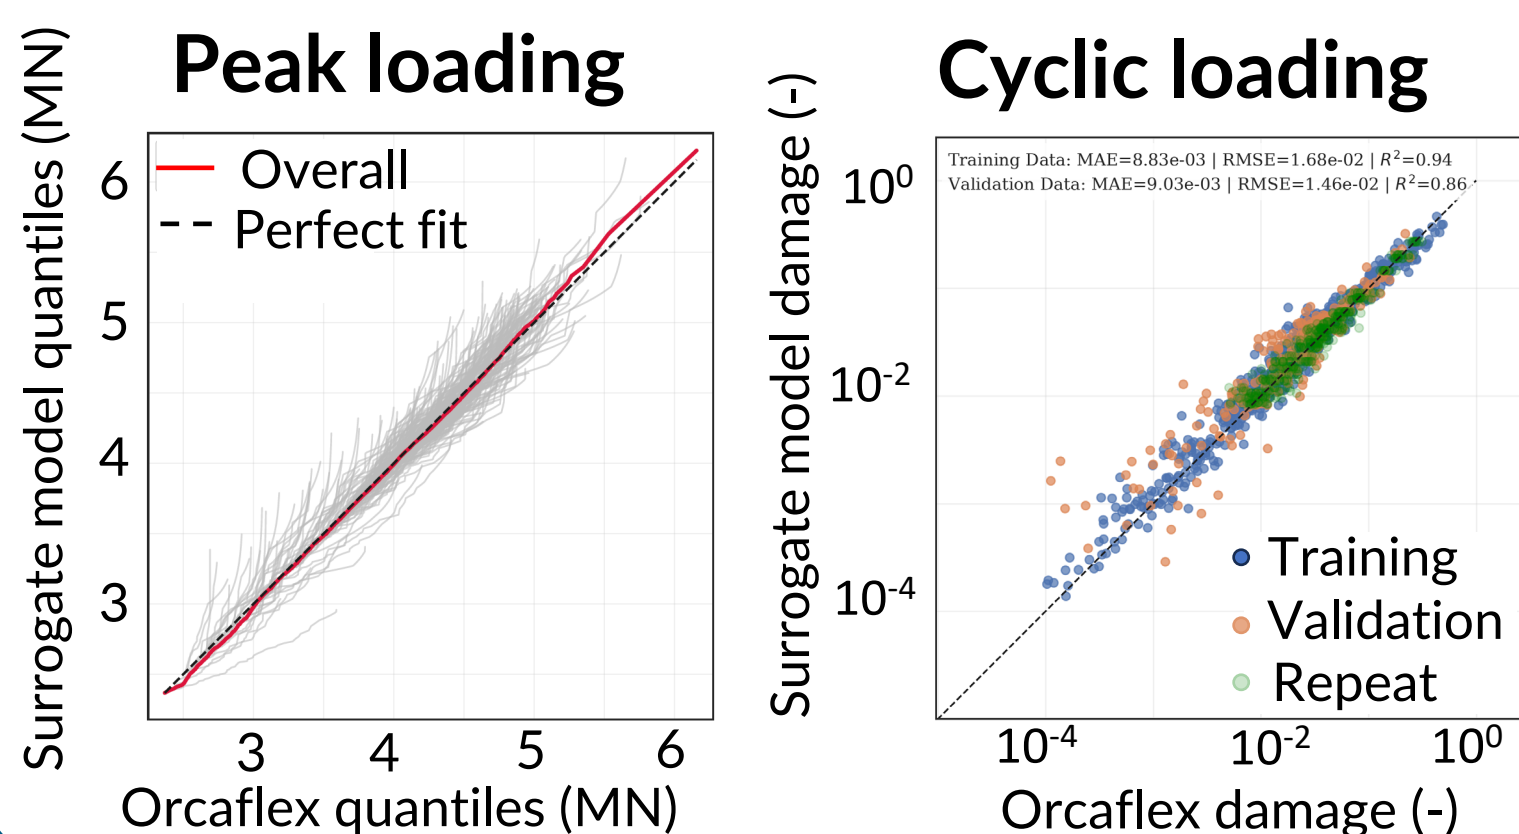 Peak loading
Surrogate model quantiles (MN)
Overall
Perfect fit
6
5
4
3
3
4
5
6
Orcaflex quantiles (MN)
Cyclic loading
Surrogate model damage (-)
Training Data: MAE=8.83e-03 | RMSE=1.68e-02 | R²=0.94
Validation Data: MAE=9.03e-03 | RMSE=1.46e-02 | R²=0.86
10⁰
10⁻²
10⁻⁴
Training
Validation
Repeat
10⁻⁴
10⁻²
10⁰
Orcaflex damage (-)